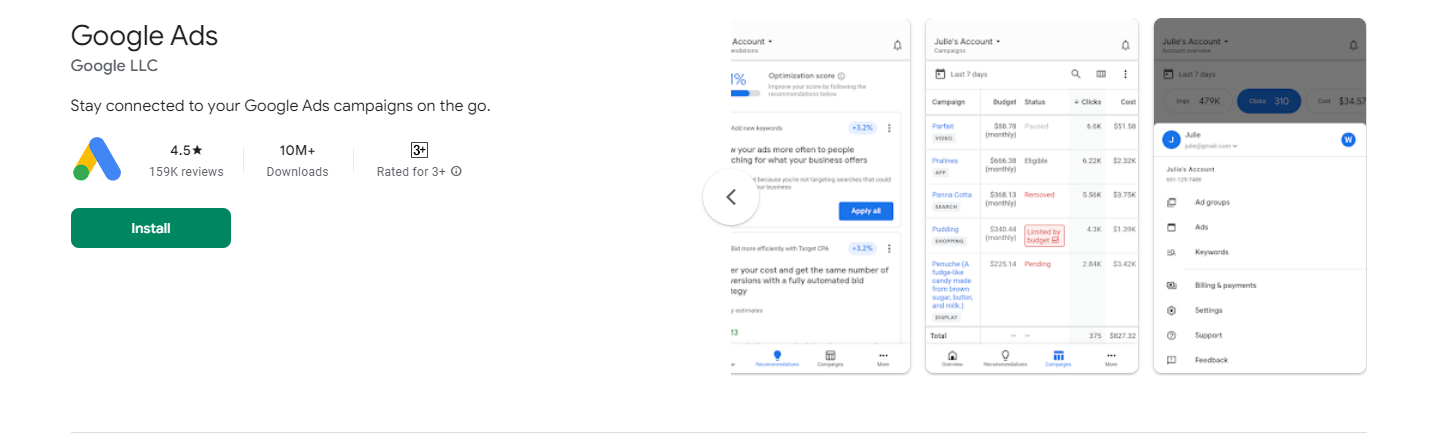 Google Ads
Google LLC
Stay connected to your Google Ads campaigns on the go.
4.5★
159K reviews
10M+
Downloads
3+
Rated for 3+
Install
Account
endations
1%
Optimization score
Improve your score by following the
recommendations below
Add new keywords
+3.2%
w your ads more often to people
ching for what your business offers
t because you're not targeting searches that could
ur business
Apply all
Bid more efficiently with Target CPA
+3.2%
er your cost and get the same number of
versions with a fully automated bid
tegy
y estimates
13
Recommendations
Campaigns
More
Julie's Account
Campaigns
Last 7 days
Campaign Budget Status Clicks Cost
Parfait $88.78 Paused 6.6K $51.58
VIDEO (monthly)
Pralines $666.38 Eligible 6.22K $2.32K
APP (monthly)
Panna Cotta $368.13 Removed 5.56K $3.75K
SEARCH (monthly)
Pudding $340.44 Limited by 4.3K $1.39K
SHOPPING (monthly) budget
Penuche (A $225.14 Pending 2.84K $3.42K
fudge-like
candy made
from brown
sugar, butter,
and milk.)
DISPLAY
Total — — 375 $827.32
Overview
Recommendations
Campaigns
More
Julie's Account
Account overview
Last 7 days
Impr 479K
Clicks 310
Cost $34.57
J
Julie
julie@gmail.com
W
Julie's Account
Ad groups
Ads
Keywords
Billing & payments
Settings
Support
Feedback